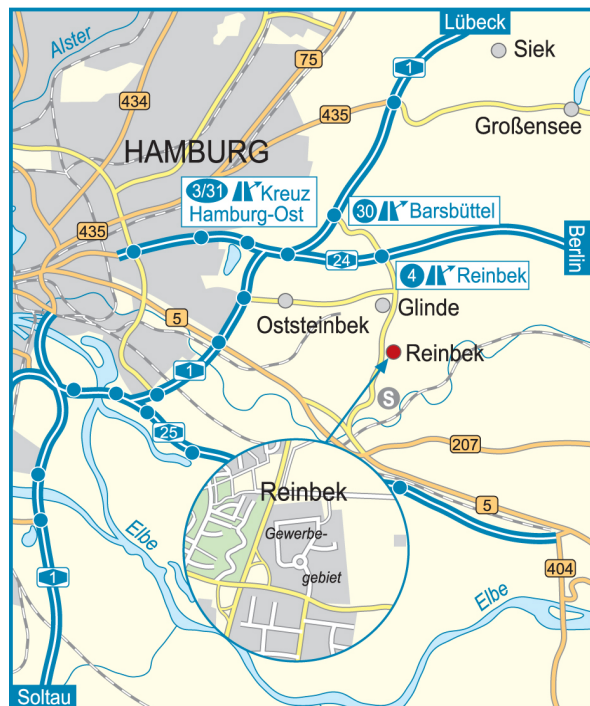 Lübeck
Alster
Siek
1
75
434
435
Großensee
HAMBURG
3/31 Kreuz
Hamburg-Ost
30 Barsbüttel
435
24
Berlin
4 Reinbek
5
Oststeinbek
Glinde
1
Reinbek
S
25
207
Reinbek
5
Gewerbe-
gebiet
Elbe
404
1
Elbe
Soltau